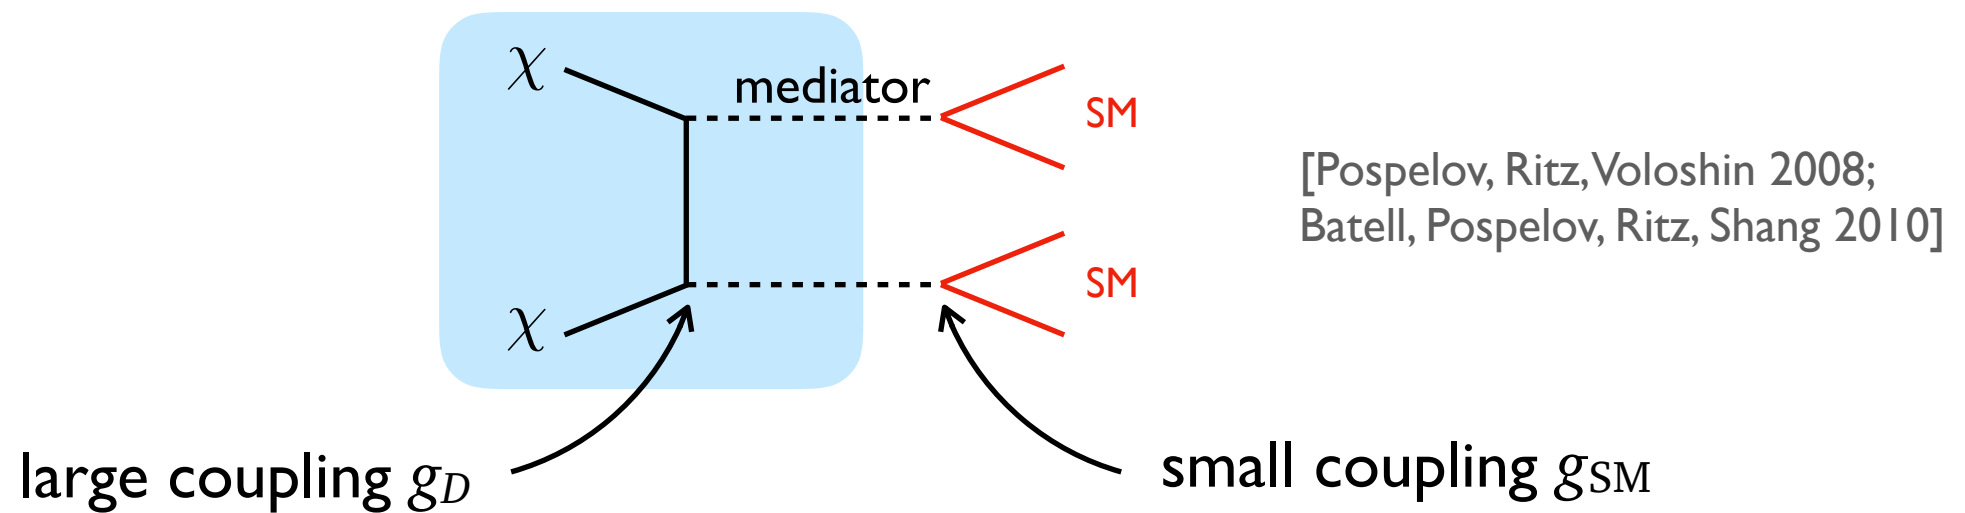 χ
mediator
SM
[Pospelov, Ritz, Voloshin 2008;
Batell, Pospelov, Ritz, Shang 2010]
χ
SM
large coupling g_D
small coupling g_SM